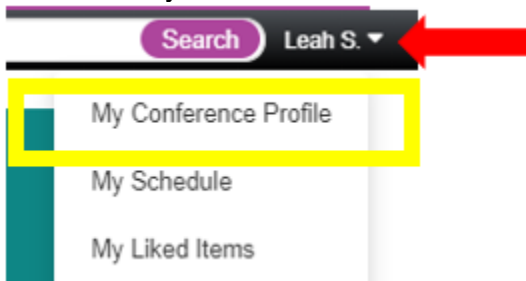 Search Leah S.
My Conference Profile
My Schedule
My Liked Items